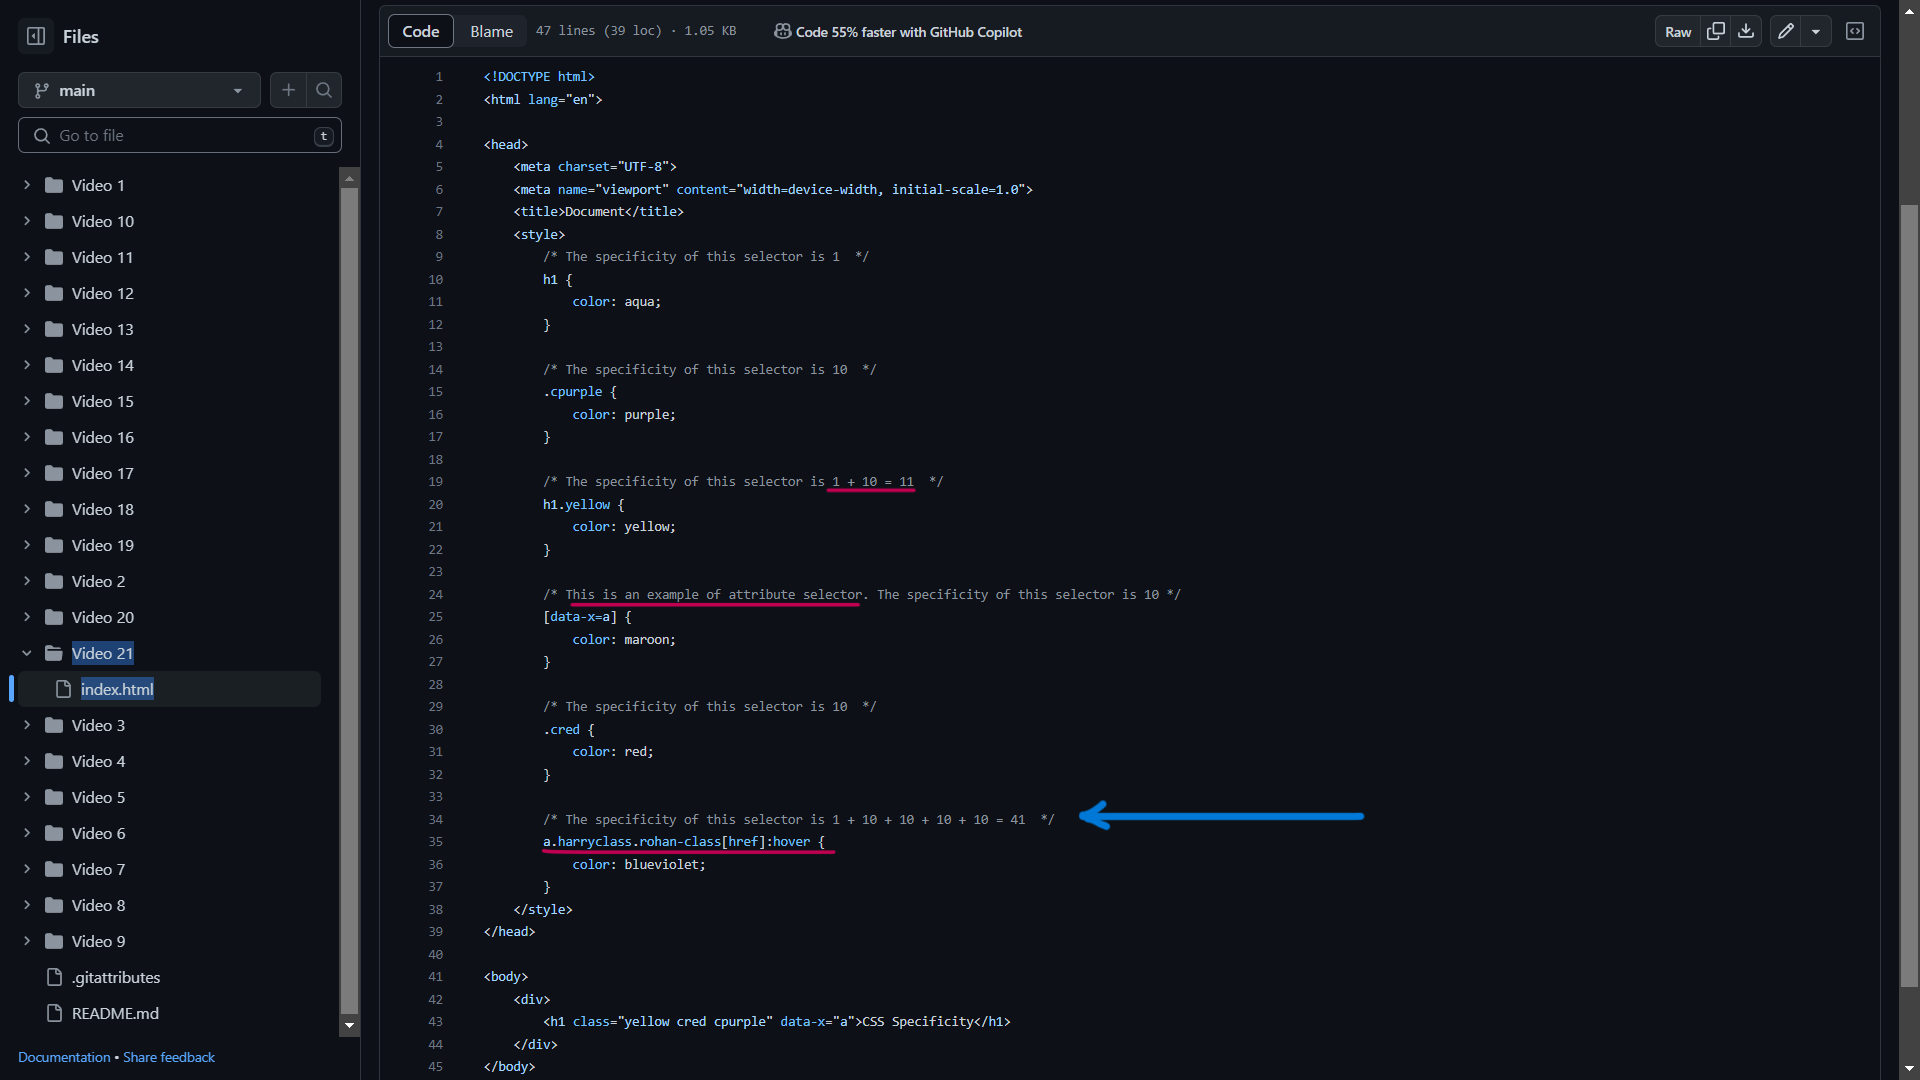 Files
main
Go to file
t
Video 1
Video 10
Video 11
Video 12
Video 13
Video 14
Video 15
Video 16
Video 17
Video 18
Video 19
Video 2
Video 20
Video 21
index.html
Video 3
Video 4
Video 5
Video 6
Video 7
Video 8
Video 9
.gitattributes
README.md
Documentation • Share feedback
Code Blame 47 lines (39 loc) · 1.05 KB Code 55% faster with GitHub Copilot Raw
1 <!DOCTYPE html>
2 <html lang="en">
3
4 <head>
5     <meta charset="UTF-8">
6     <meta name="viewport" content="width=device-width, initial-scale=1.0">
7     <title>Document</title>
8     <style>
9         /* The specificity of this selector is 1  */
10         h1 {
11             color: aqua;
12         }
13
14         /* The specificity of this selector is 10  */
15         .cpurple {
16             color: purple;
17         }
18
19         /* The specificity of this selector is 1 + 10 = 11  */
20         h1.yellow {
21             color: yellow;
22         }
23
24         /* This is an example of attribute selector. The specificity of this selector is 10 */
25         [data-x=a] {
26             color: maroon;
27         }
28
29         /* The specificity of this selector is 10  */
30         .cred {
31             color: red;
32         }
33
34         /* The specificity of this selector is 1 + 10 + 10 + 10 + 10 = 41  */
35         a.harryclass.rohan-class[href]:hover {
36             color: blueviolet;
37         }
38     </style>
39 </head>
40
41 <body>
42     <div>
43         <h1 class="yellow cred cpurple" data-x="a">CSS Specificity</h1>
44     </div>
45 </body>